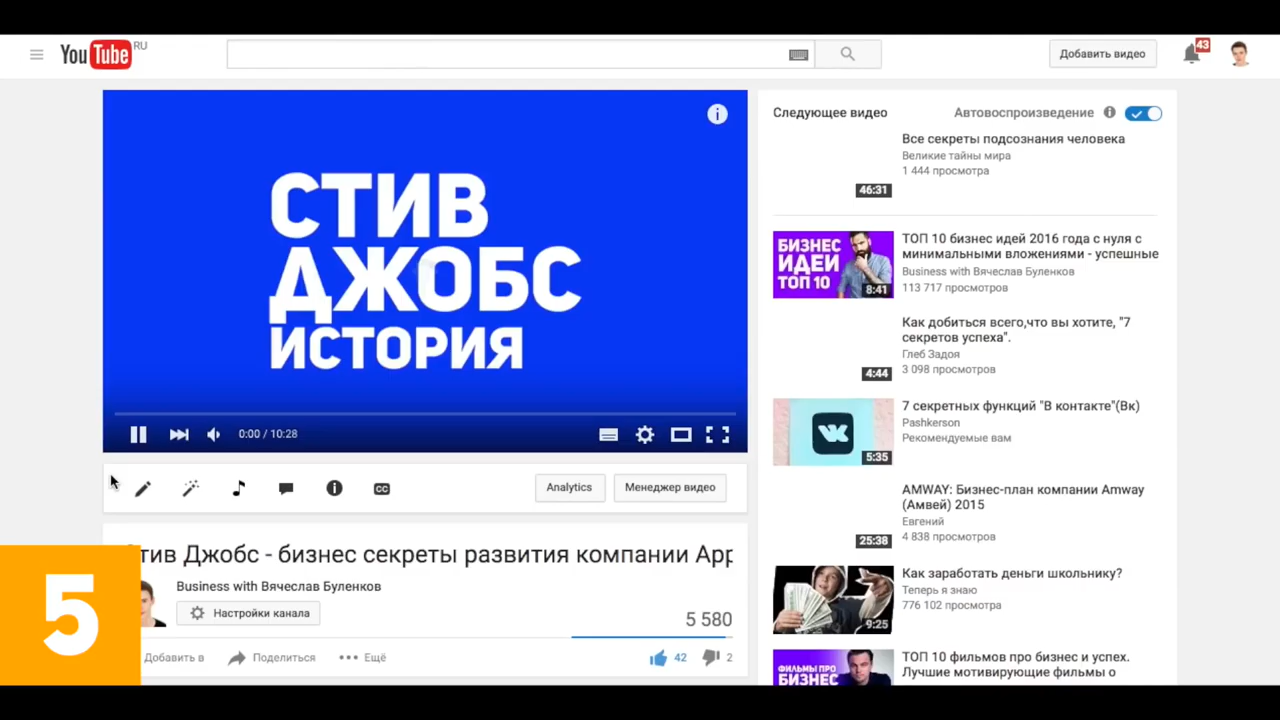 YouTube RU
Добавить видео
43
СТИВ
ДЖОБС
ИСТОРИЯ
0:00 / 10:28
Analytics
Менеджер видео
тив Джобс - бизнес секреты развития компании App
Business with Вячеслав Буленков
Настройки канала
5 580
Добавить в
Поделиться
Ещё
42
2
5
Следующее видео
Автовоспроизведение
Все секреты подсознания человека
Великие тайны мира
1 444 просмотра
46:31
БИЗНЕС
ИДЕИ
ТОП 10
8:41
ТОП 10 бизнес идей 2016 года с нуля с
минимальными вложениями - успешные
Business with Вячеслав Буленков
113 717 просмотров
Как добиться всего,что вы хотите, "7
секретов успеха".
Глеб Задоя
3 098 просмотров
4:44
7 секретных функций "В контакте"(Вк)
Pashkerson
Рекомендуемые вам
5:35
AMWAY: Бизнес-план компании Amway
(Амвей) 2015
Евгений
4 838 просмотров
25:38
Как заработать деньги школьнику?
Теперь я знаю
776 102 просмотра
9:25
ФИЛЬМЫ ПРО
БИЗНЕС
ТОП 10 фильмов про бизнес и успех.
Лучшие мотивирующие фильмы о